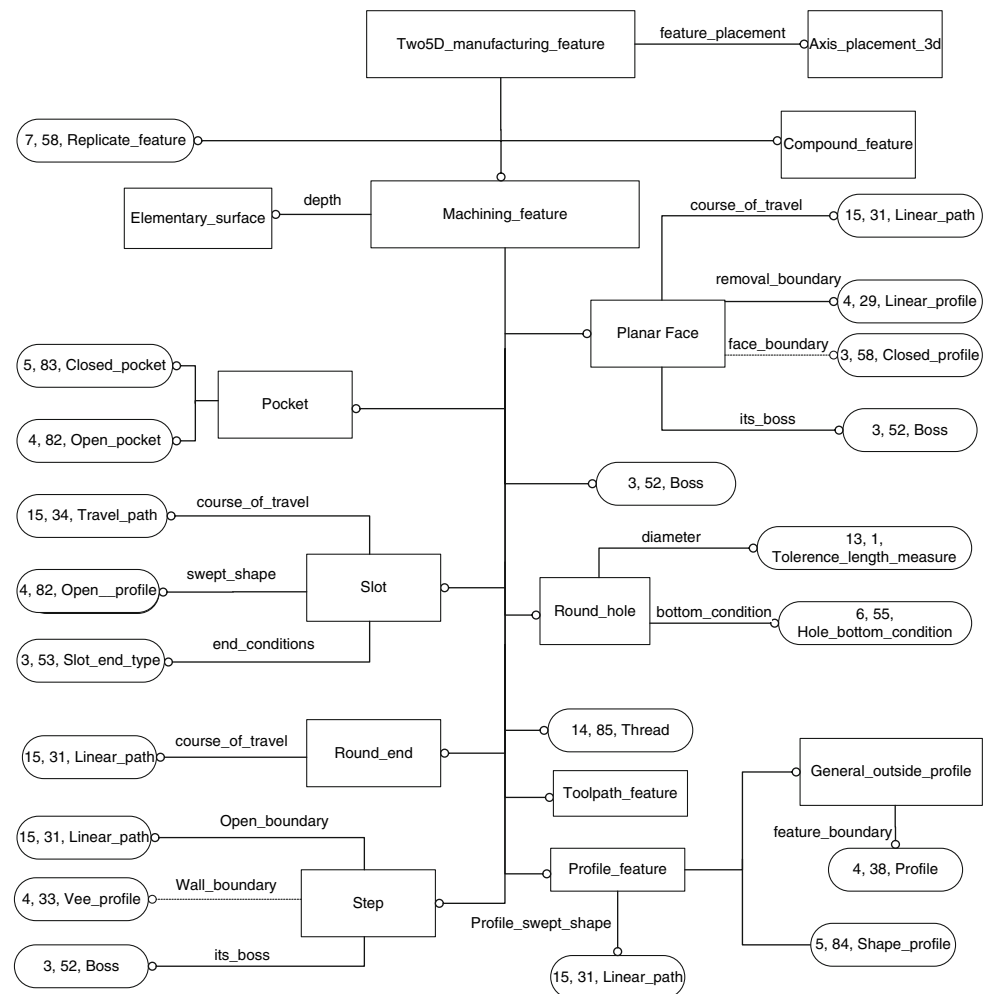 Two5D_manufacturing_feature
feature_placement
Axis_placement_3d
7, 58, Replicate_feature
Compound_feature
Elementary_surface
depth
Machining_feature
course_of_travel
15, 31, Linear_path
removal_boundary
4, 29, Linear_profile
Planar Face
face_boundary
3, 58, Closed_profile
its_boss
3, 52, Boss
5, 83, Closed_pocket
Pocket
4, 82, Open_pocket
3, 52, Boss
course_of_travel
15, 34, Travel_path
swept_shape
4, 82, Open__profile
Slot
end_conditions
3, 53, Slot_end_type
diameter
13, 1,
Tolerence_length_measure
Round_hole
bottom_condition
6, 55,
Hole_bottom_condition
14, 85, Thread
course_of_travel
15, 31, Linear_path
Round_end
Toolpath_feature
General_outside_profile
feature_boundary
4, 38, Profile
Open_boundary
15, 31, Linear_path
Wall_boundary
4, 33, Vee_profile
Step
its_boss
3, 52, Boss
Profile_feature
Profile_swept_shape
15, 31, Linear_path
5, 84, Shape_profile